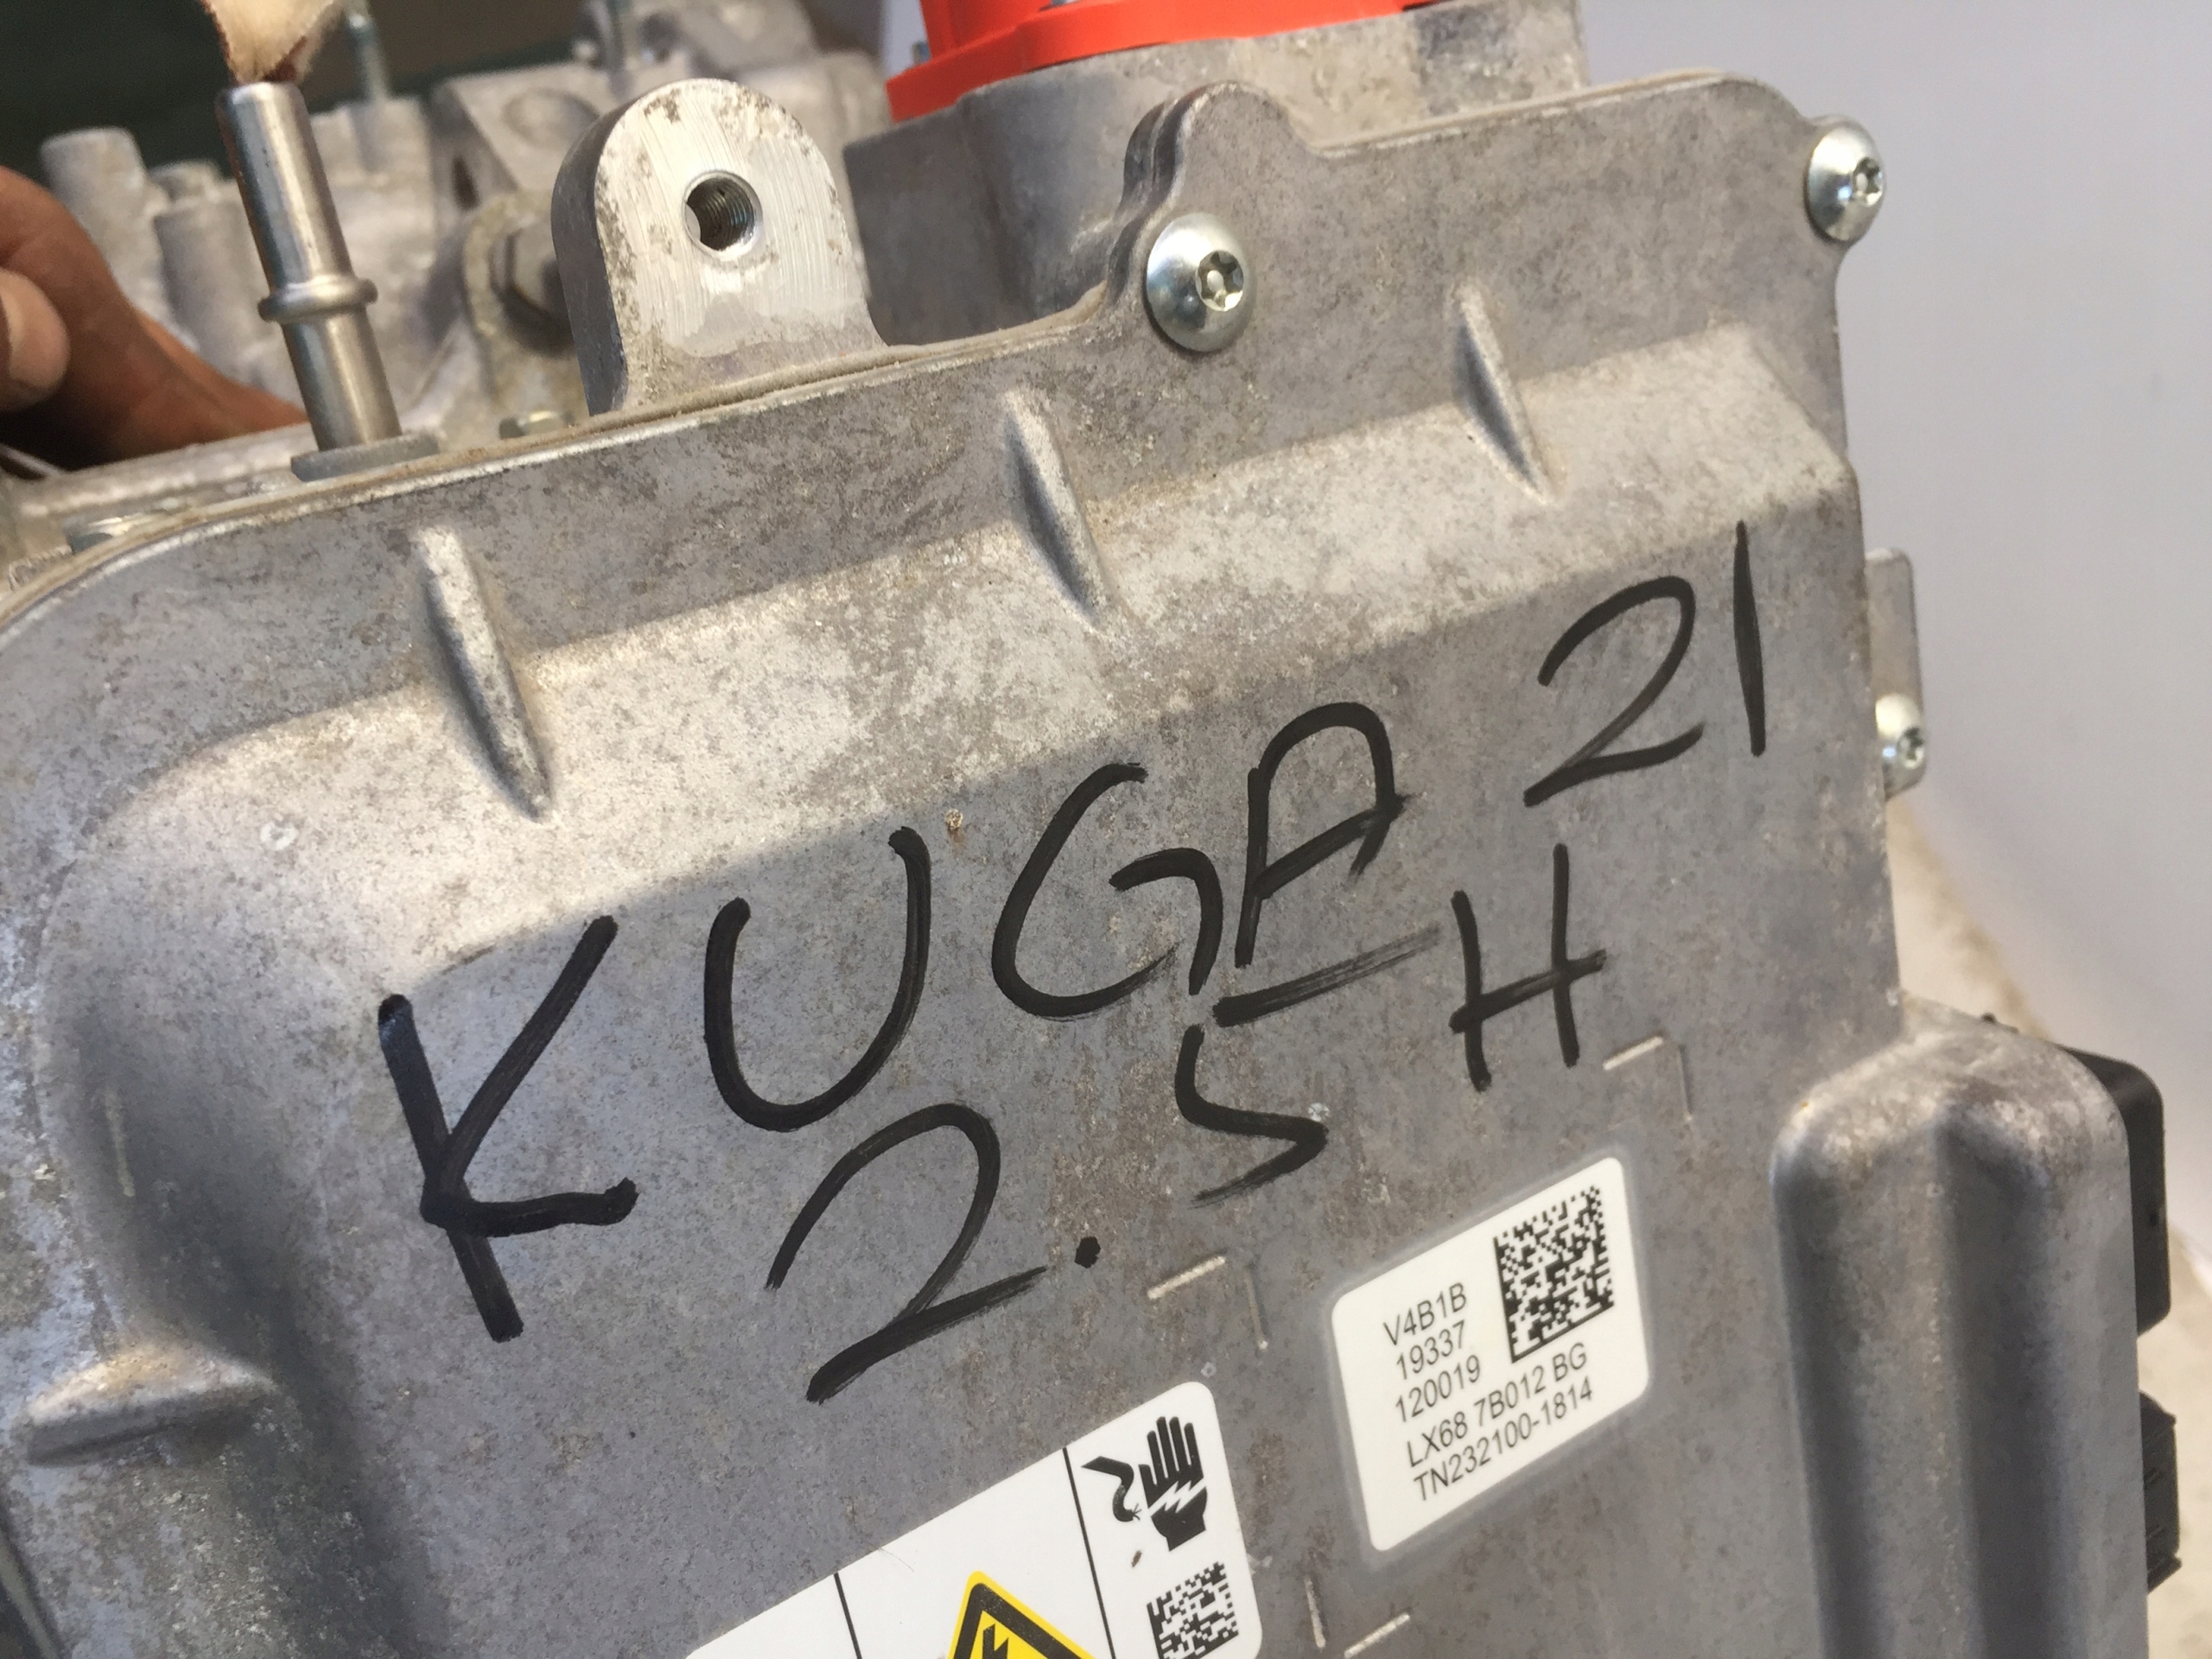 KUGA 21
2.5 H
V4B1B
19337
120019
LX68 7B012 BG
TN232100-1814